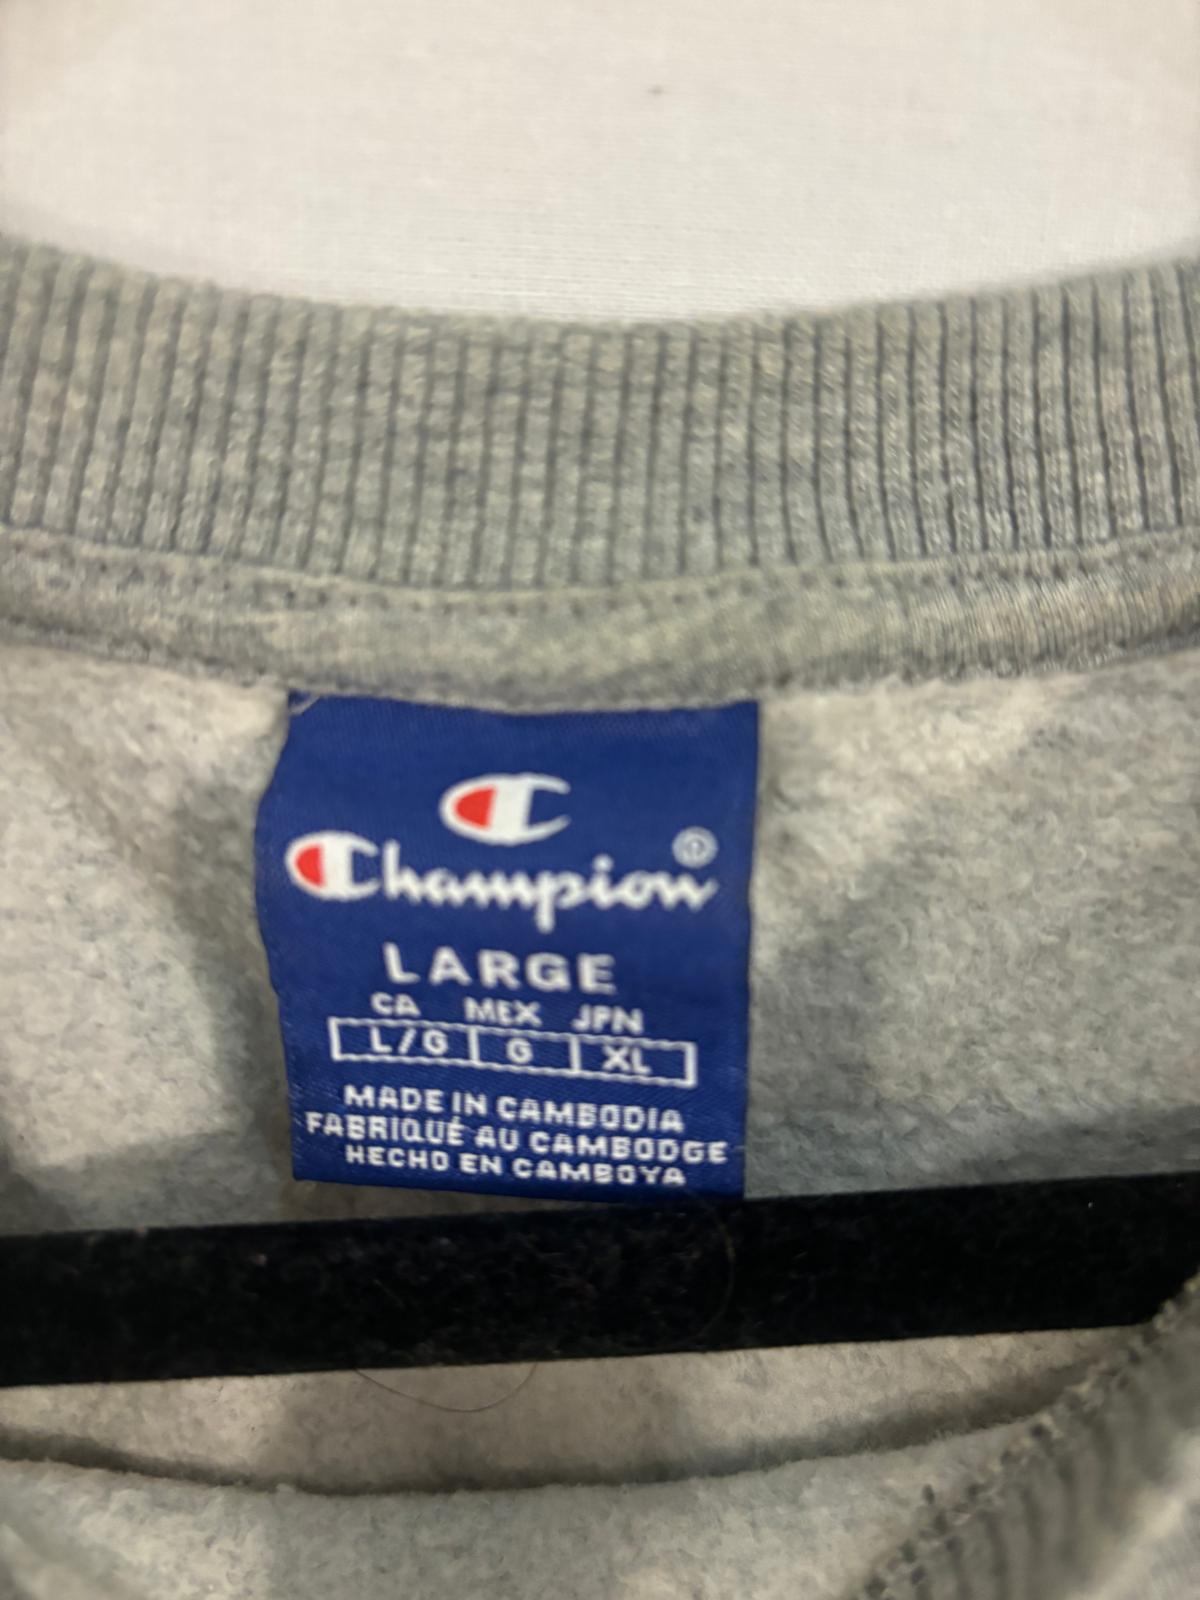 C
Champion®
LARGE
CA MEX JPN
L/G G XL
MADE IN CAMBODIA
FABRIQUÉ AU CAMBODGE
HECHO EN CAMBOYA